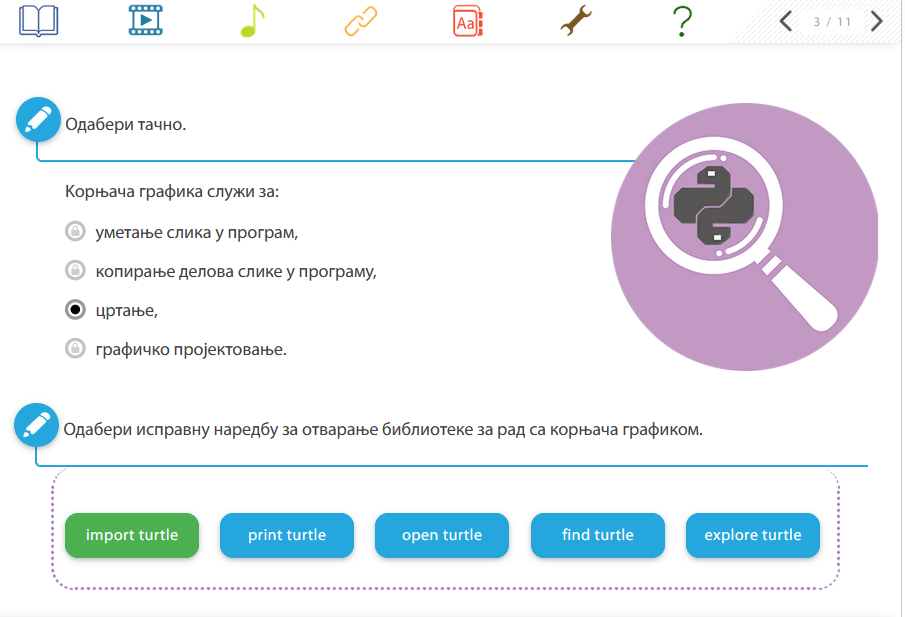 Aa
3 / 11
Одабери тачно.
Корњача графика служи за:
уметање слика у програм,
копирање делова слике у програму,
цртање,
графичко пројектовање.
Одабери исправну наредбу за отварање библиотеке за рад са корњача графиком.
import turtle
print turtle
open turtle
find turtle
explore turtle